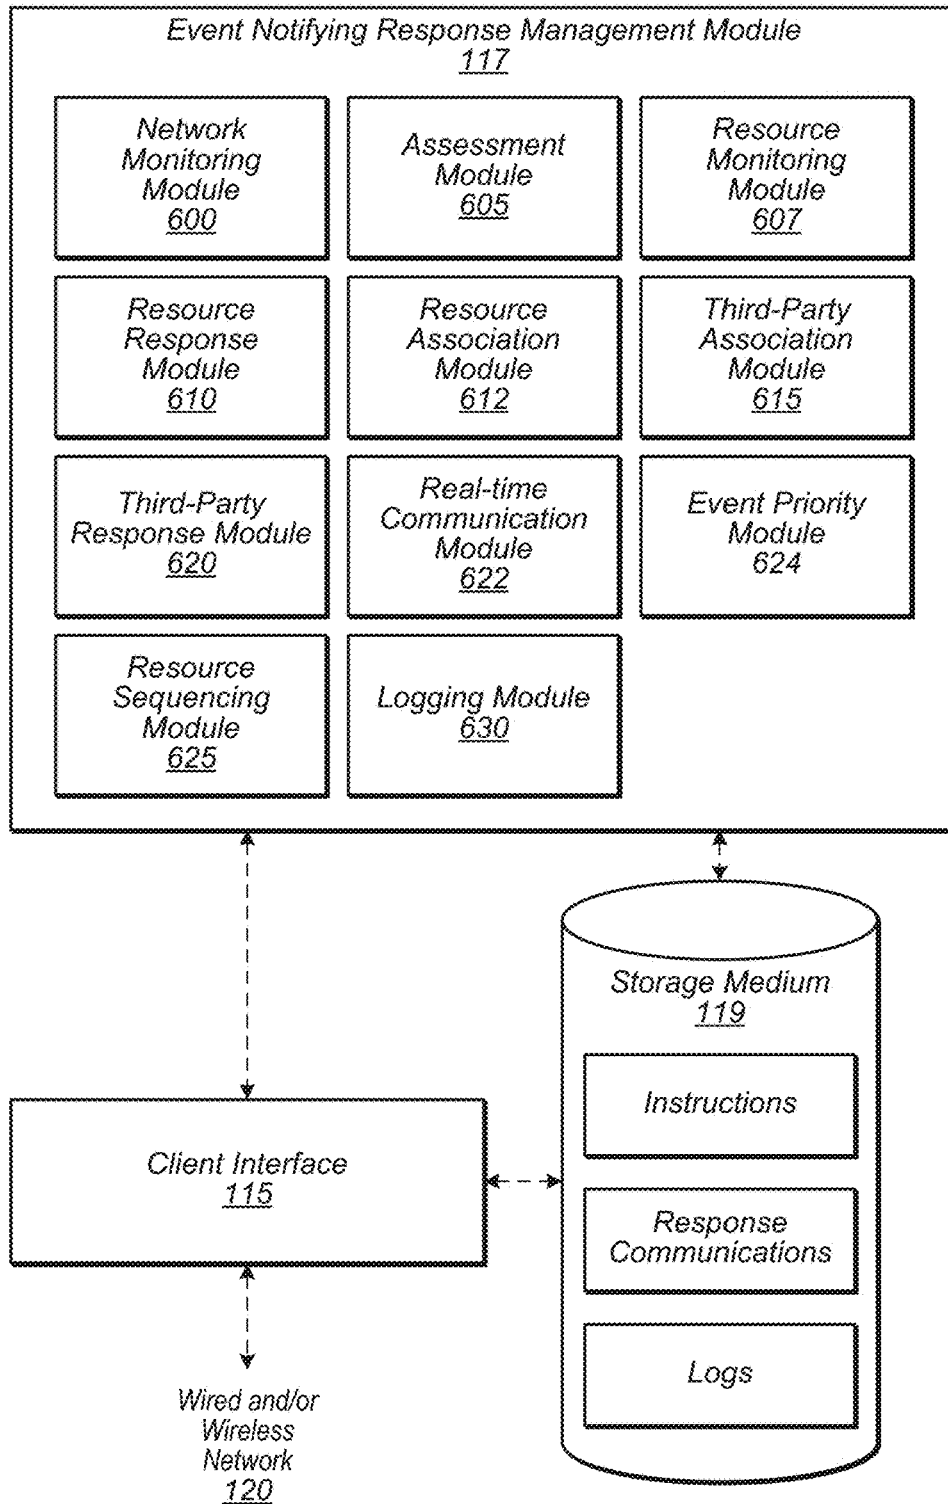 Event Notifying Response Management Module
117
Network
Monitoring
Module
600
Assessment
Module
605
Resource
Monitoring
Module
607
Resource
Response
Module
610
Resource
Association
Module
612
Third-Party
Association
Module
615
Third-Party
Response Module
620
Real-time
Communication
Module
622
Event Priority
Module
624
Resource
Sequencing
Module
625
Logging Module
630
Storage Medium
119
Instructions
Response
Communications
Logs
Client Interface
115
Wired and/or
Wireless
Network
120